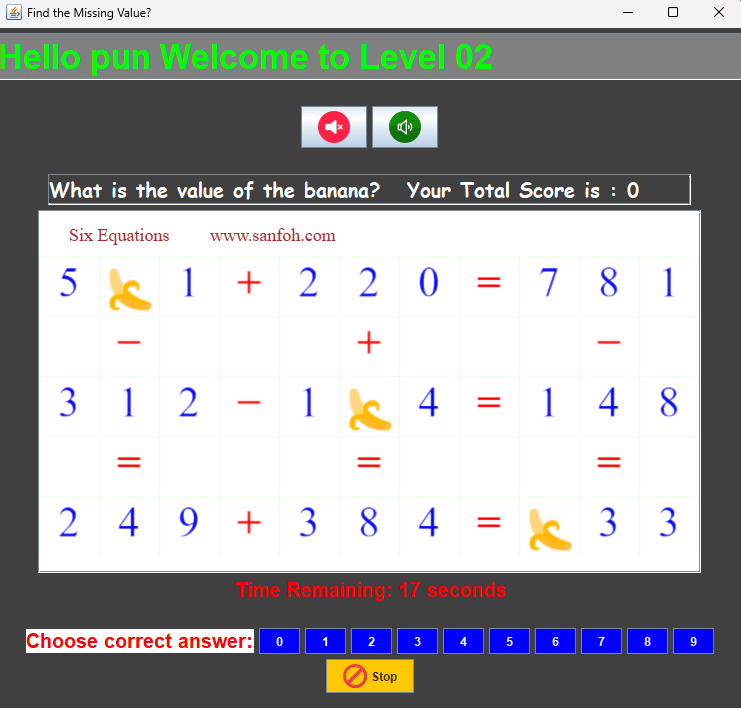 Find the Missing Value?
Hello pun Welcome to Level 02
What is the value of the banana? Your Total Score is : 0
Six Equations www.sanfoh.com
5 1 + 2 2 0 = 7 8 1
− + −
3 1 2 − 1 4 = 1 4 8
= = =
2 4 9 + 3 8 4 = 3 3
Time Remaining: 17 seconds
Choose correct answer: 0 1 2 3 4 5 6 7 8 9
Stop